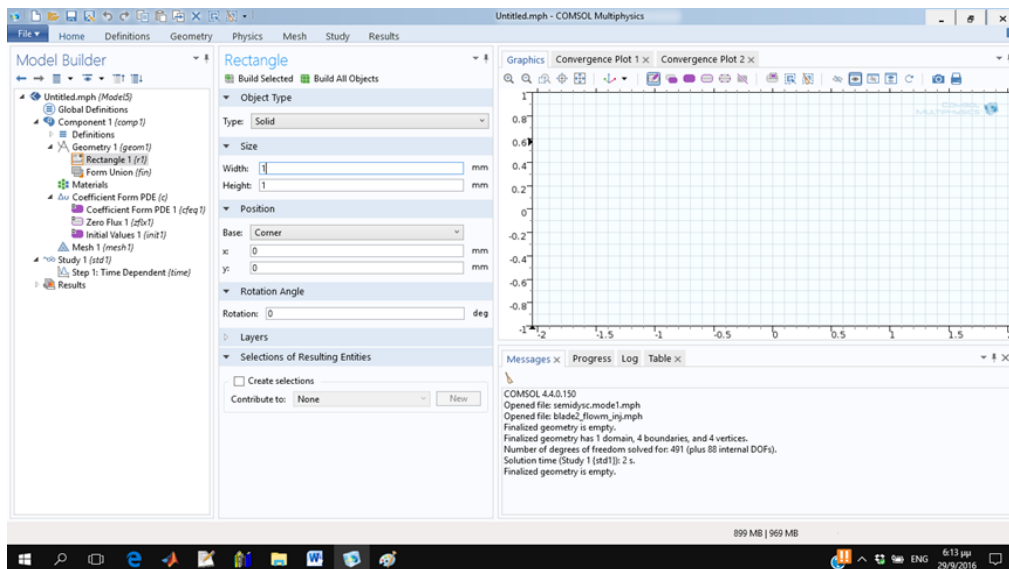 Untitled.mph - COMSOL Multiphysics
File Home Definitions Geometry Physics Mesh Study Results
Model Builder
Untitled.mph (Model5)
Global Definitions
Component 1 (comp1)
Definitions
Geometry 1 (geom1)
Rectangle 1 (r1)
Form Union (fin)
Materials
Coefficient Form PDE (c)
Coefficient Form PDE 1 (cfeq1)
Zero Flux 1 (zflx1)
Initial Values 1 (init1)
Mesh 1 (mesh1)
Study 1 (std1)
Step 1: Time Dependent (time)
Results
Rectangle
Build Selected Build All Objects
Object Type
Type: Solid
Size
Width: 1 mm
Height: 1 mm
Position
Base: Corner
x: 0 mm
y: 0 mm
Rotation Angle
Rotation: 0 deg
Layers
Selections of Resulting Entities
Create selections
Contribute to: None New
Graphics Convergence Plot 1 Convergence Plot 2
COMSOL
MULTIPHYSICS
1
0.8
0.6
0.4
0.2
0
-0.2
-0.4
-0.6
-0.8
-1
-2 -1.5 -1 -0.5 0 0.5 1 1.5
Messages Progress Log Table
COMSOL 4.4.0.150
Opened file: semidysc.mode1.mph
Opened file: blade2_flowm_inj.mph
Finalized geometry is empty.
Finalized geometry has 1 domain, 4 boundaries, and 4 vertices.
Number of degrees of freedom solved for: 491 (plus 88 internal DOFs).
Solution time (Study 1 (std1)): 2 s.
Finalized geometry is empty.
899 MB | 969 MB
ENG
6:13 μμ
29/9/2016